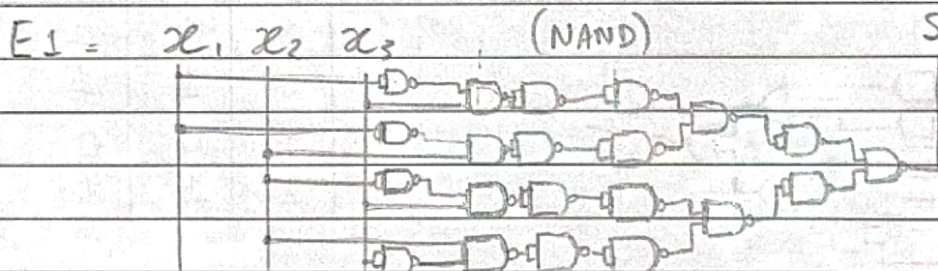 E1 = x1 x2 x3 (NAND) S